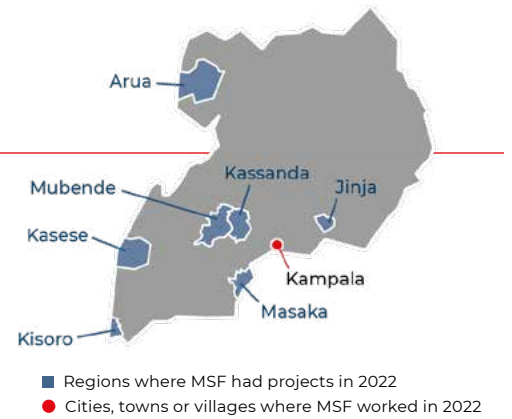 Arua
Kassanda
Mubende
Jinja
Kasese
Kampala
Masaka
Kisoro
Regions where MSF had projects in 2022
Cities, towns or villages where MSF worked in 2022